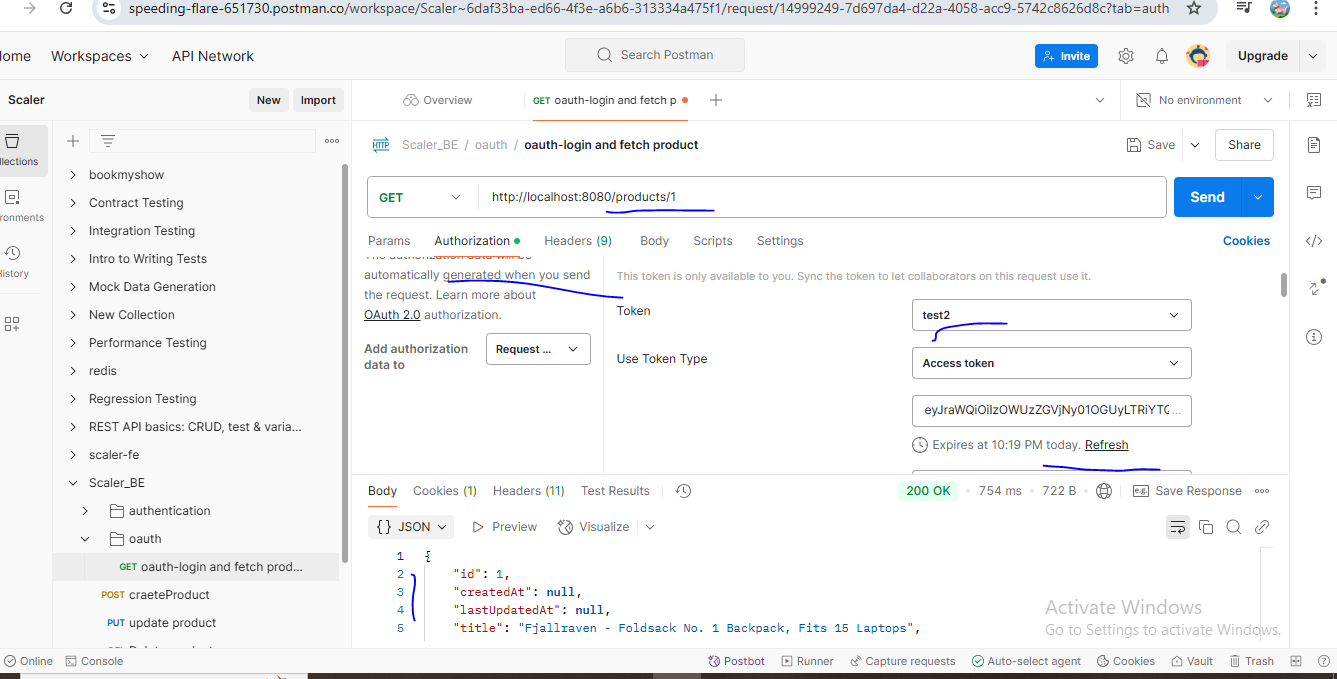 speeding-flare-651730.postman.co/workspace/Scaler~6daf33ba-ed66-4f3e-a6b6-313334a475f1/request/14999249-7d697da4-d22a-4058-acc9-5742c8626d8c?tab=auth
ome Workspaces API Network Search Postman Invite Upgrade
Scaler New Import Overview GET oauth-login and fetch p No environment
llections
ronments
istory
bookmyshow
Contract Testing
Integration Testing
Intro to Writing Tests
Mock Data Generation
New Collection
Performance Testing
redis
Regression Testing
REST API basics: CRUD, test & varia...
scaler-fe
Scaler_BE
authentication
oauth
GET oauth-login and fetch prod...
POST craeteProduct
PUT update product
HTTP Scaler_BE / oauth / oauth-login and fetch product Save Share
GET http://localhost:8080/products/1 Send
Params Authorization Headers (9) Body Scripts Settings Cookies
The authorization data will be
automatically generated when you send
the request. Learn more about
OAuth 2.0 authorization.
Add authorization
data to
Request ...
This token is only available to you. Sync the token to let collaborators on this request use it.
Token test2
Use Token Type Access token
eyJraWQiOiIzOWUzZGVjNy01OGUyLTRiYTC...
Expires at 10:19 PM today. Refresh
Body Cookies (1) Headers (11) Test Results 200 OK 754 ms 722 B e.g. Save Response
{} JSON Preview Visualize
1 {
2 "id": 1,
3 "createdAt": null,
4 "lastUpdatedAt": null,
5 "title": "Fjallraven - Foldsack No. 1 Backpack, Fits 15 Laptops",
Activate Windows
Go to Settings to activate Windows.
Online Console Postbot Runner Capture requests Auto-select agent Cookies Vault Trash